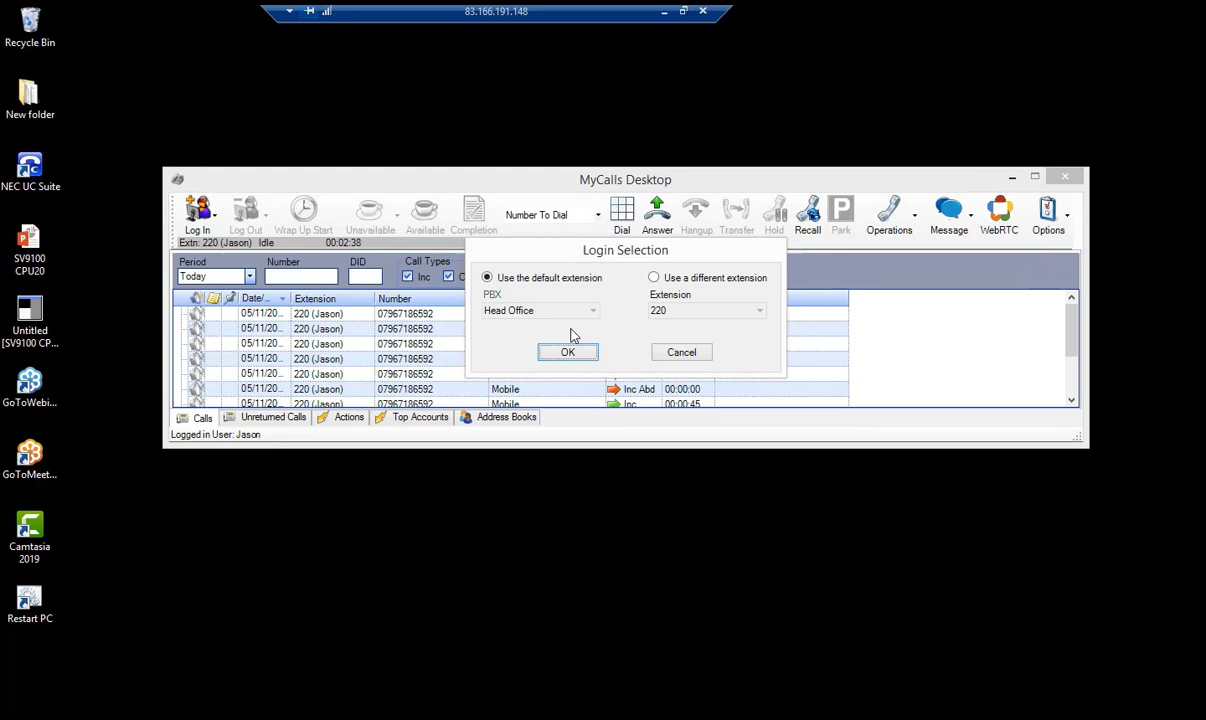 83.166.191.148
Recycle Bin
New folder
NEC UC Suite
SV9100
CPU20
Untitled
[SV9100 CP...
GoToWebi...
GoToMeet...
Camtasia
2019
Restart PC
MyCalls Desktop
Log In
Log Out
Wrap Up Start
Unavailable
Available
Completion
Number To Dial
Dial
Answer
Hangup
Transfer
Hold
Recall
Park
Operations
Message
WebRTC
Options
Extn: 220 (Jason) Idle 00:02:38
Period
Today
Number
DID
Call Types
Inc
Login Selection
Use the default extension
Use a different extension
PBX
Head Office
Extension
220
OK
Cancel
Date/... Extension Number
05/11/20... 220 (Jason) 07967186592
05/11/20... 220 (Jason) 07967186592
05/11/20... 220 (Jason) 07967186592
05/11/20... 220 (Jason) 07967186592
05/11/20... 220 (Jason) 07967186592
05/11/20... 220 (Jason) 07967186592 Mobile Inc Abd 00:00:00
05/11/20... 220 (Jason) 07967186592 Mobile Inc 00:00:45
Calls
Unreturned Calls
Actions
Top Accounts
Address Books
Logged in User: Jason